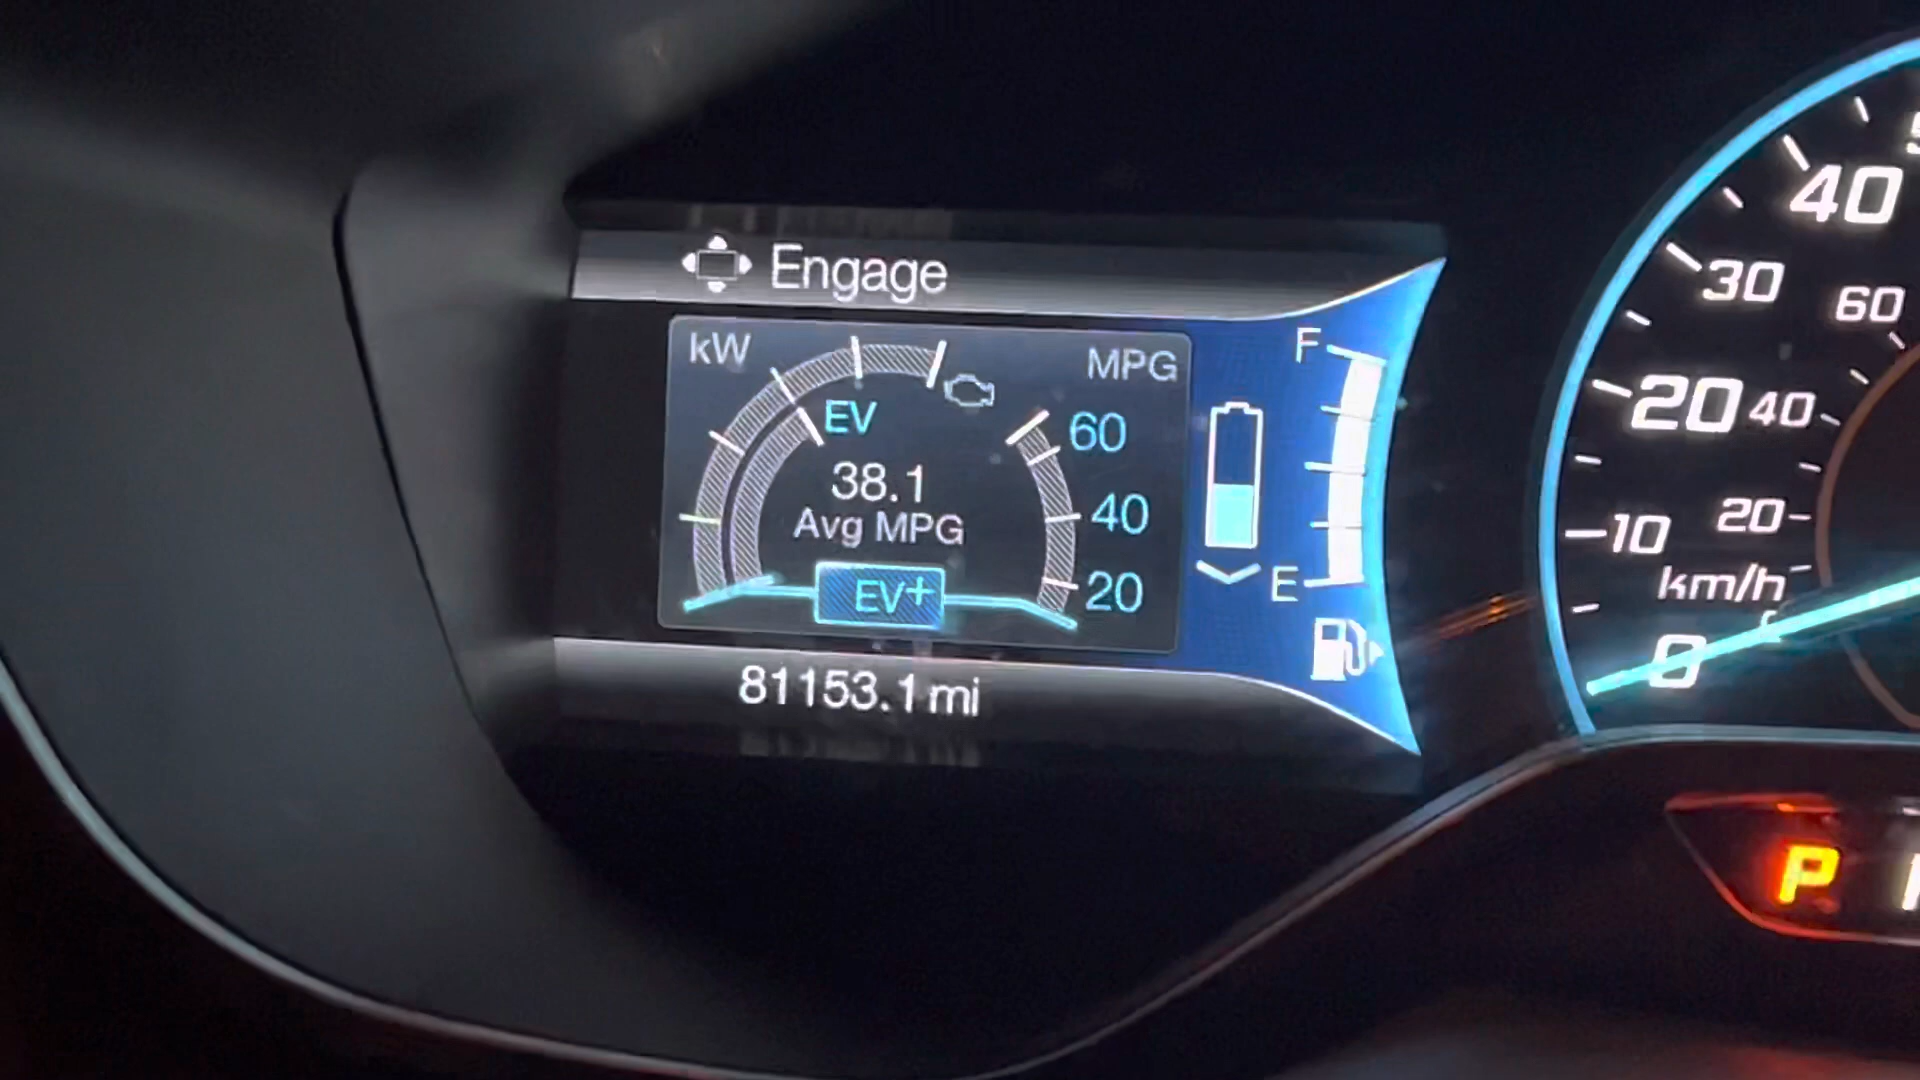 Engage
kW
MPG
EV
60
38.1
Avg MPG
40
EV+
20
81153.1 mi
F
E
40
30
20
10
0
60
40
20
km/h
P